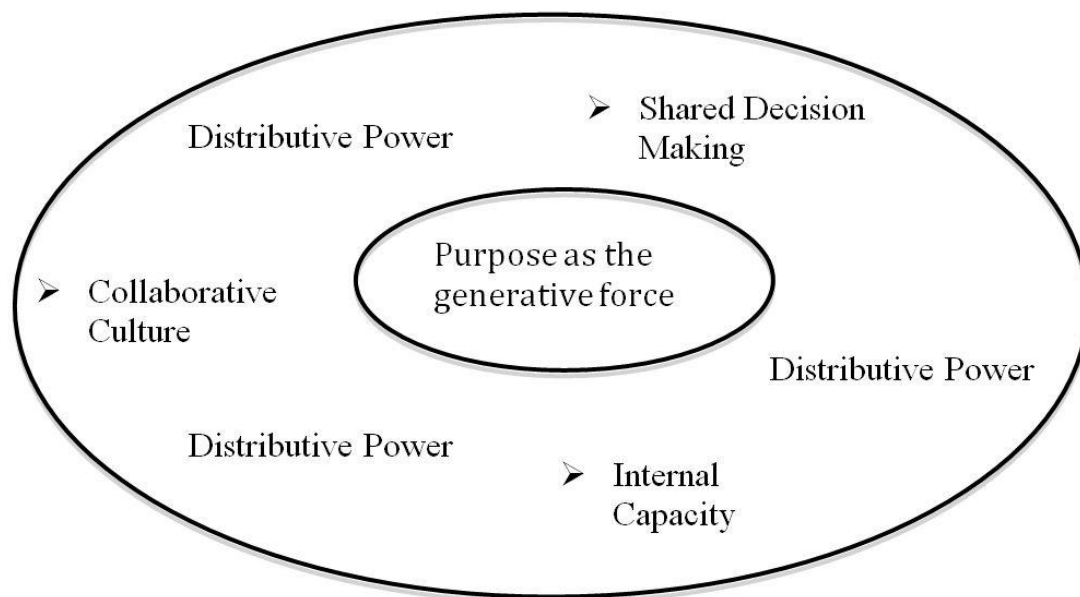 ➢ Shared Decision
Making
Distributive Power
Purpose as the
generative force
➢ Collaborative
Culture
Distributive Power
Distributive Power
➢ Internal
Capacity